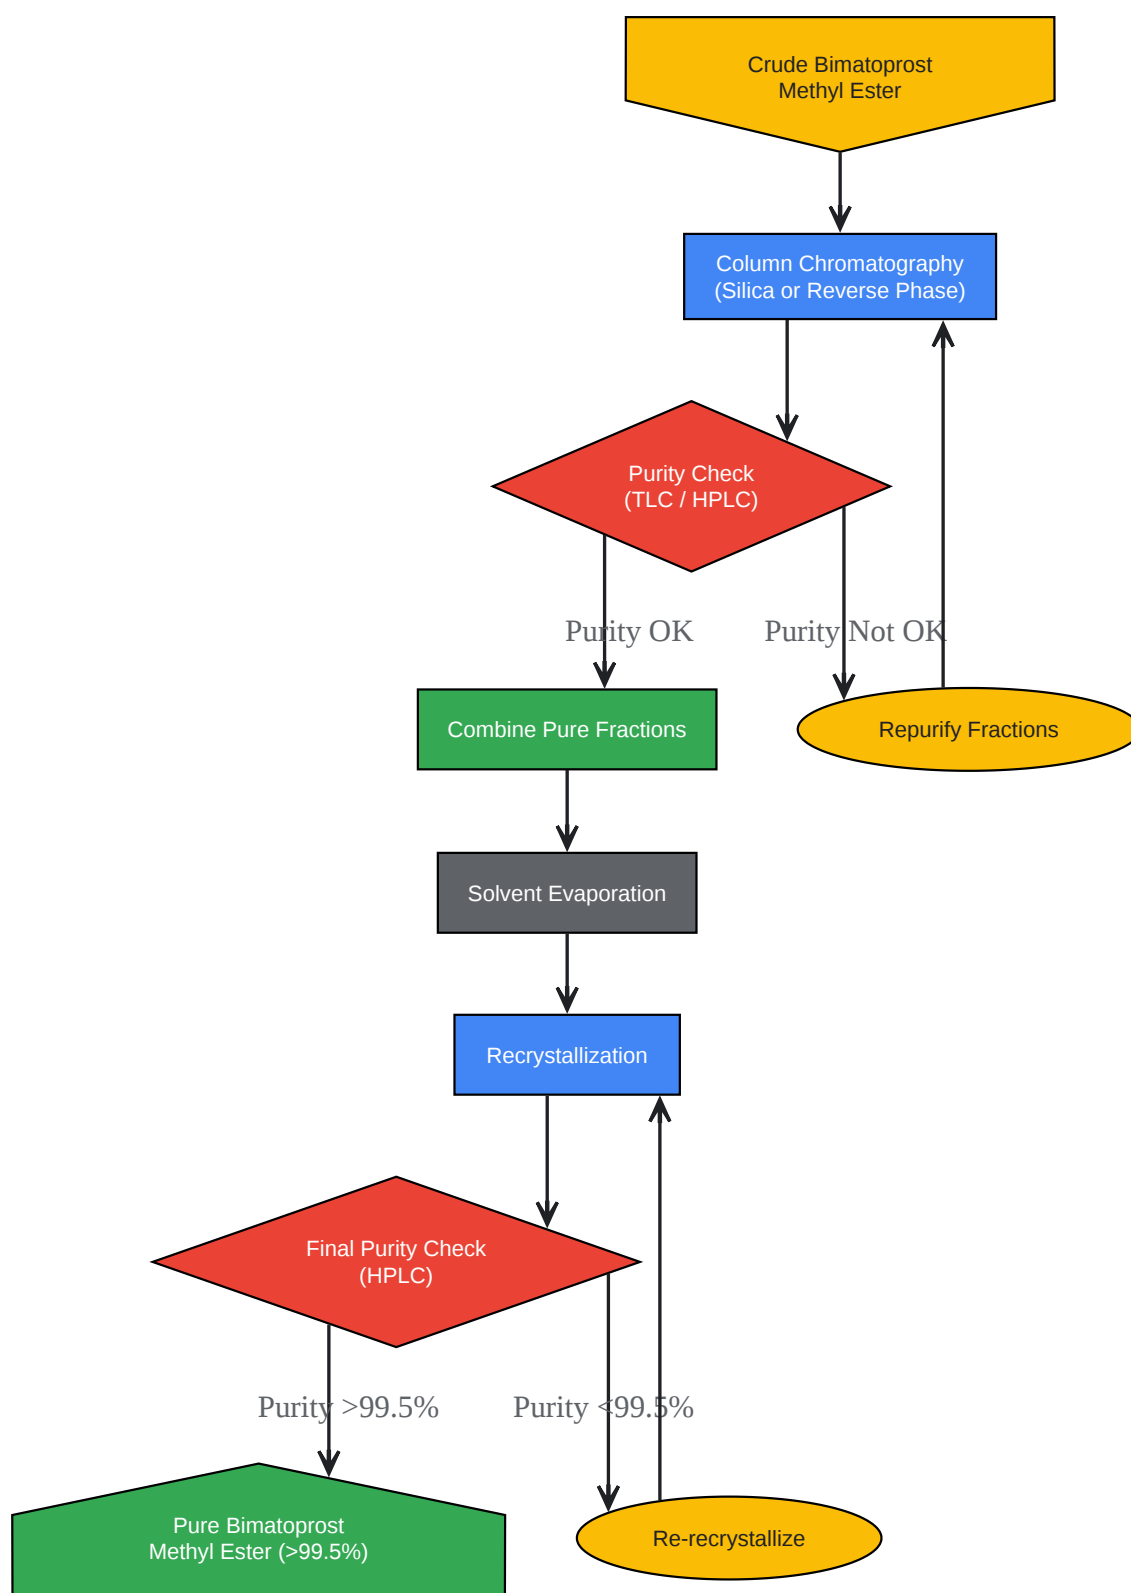 Crude Bimatoprost
Methyl Ester
Column Chromatography
(Silica or Reverse Phase)
Purity Check
(TLC / HPLC)
Purity OK
Purity Not OK
Combine Pure Fractions
Repurify Fractions
Solvent Evaporation
Recrystallization
Final Purity Check
(HPLC)
Purity >99.5%
Purity <99.5%
Pure Bimatoprost
Methyl Ester (>99.5%)
Re-recrystallize